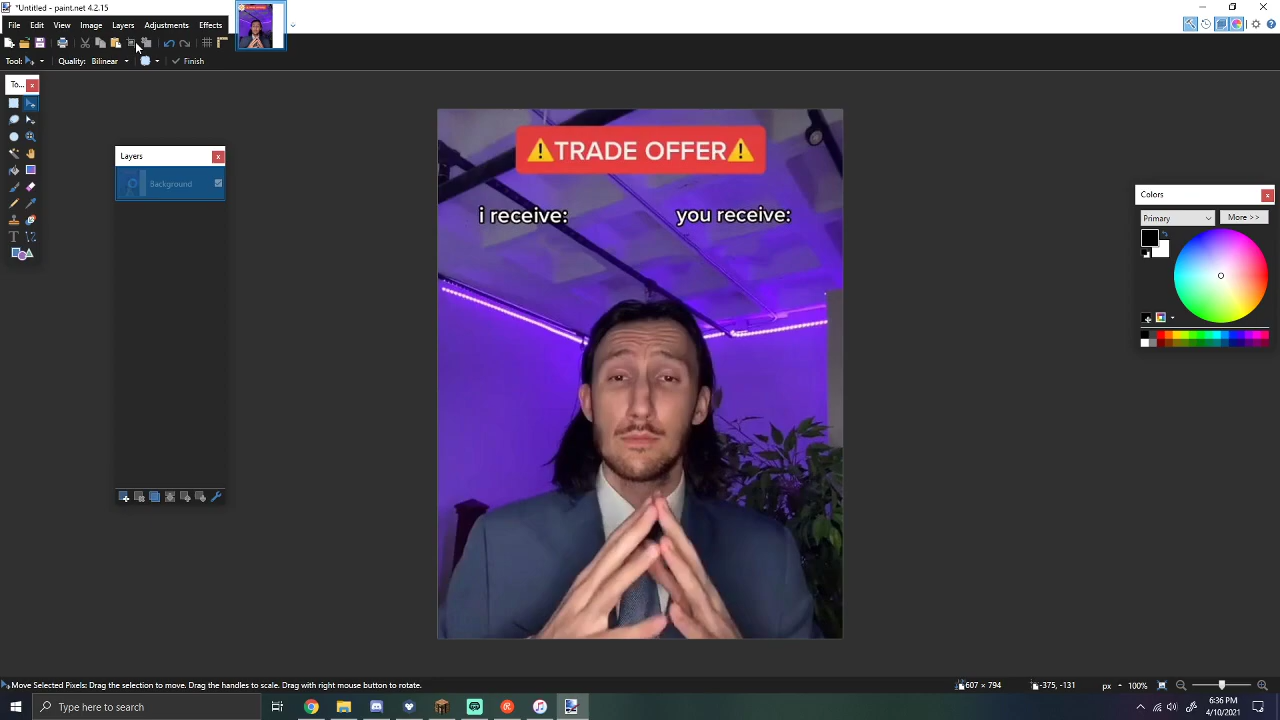 *Untitled - paint.net 4.2.15
File Edit View Image Layers Adjustments Effects
Tool: Quality: Bilinear Finish
To...
Layers
Background
Colors
Primary More >>
⚠TRADE OFFER⚠
i receive: you receive:
T
Move Selected Pixels: Drag the selection to move. Drag the handles to scale. Drag with right mouse button to rotate.
607 × 794 -375, -131 px 100%
Type here to search
6:36 PM
4/10/2021